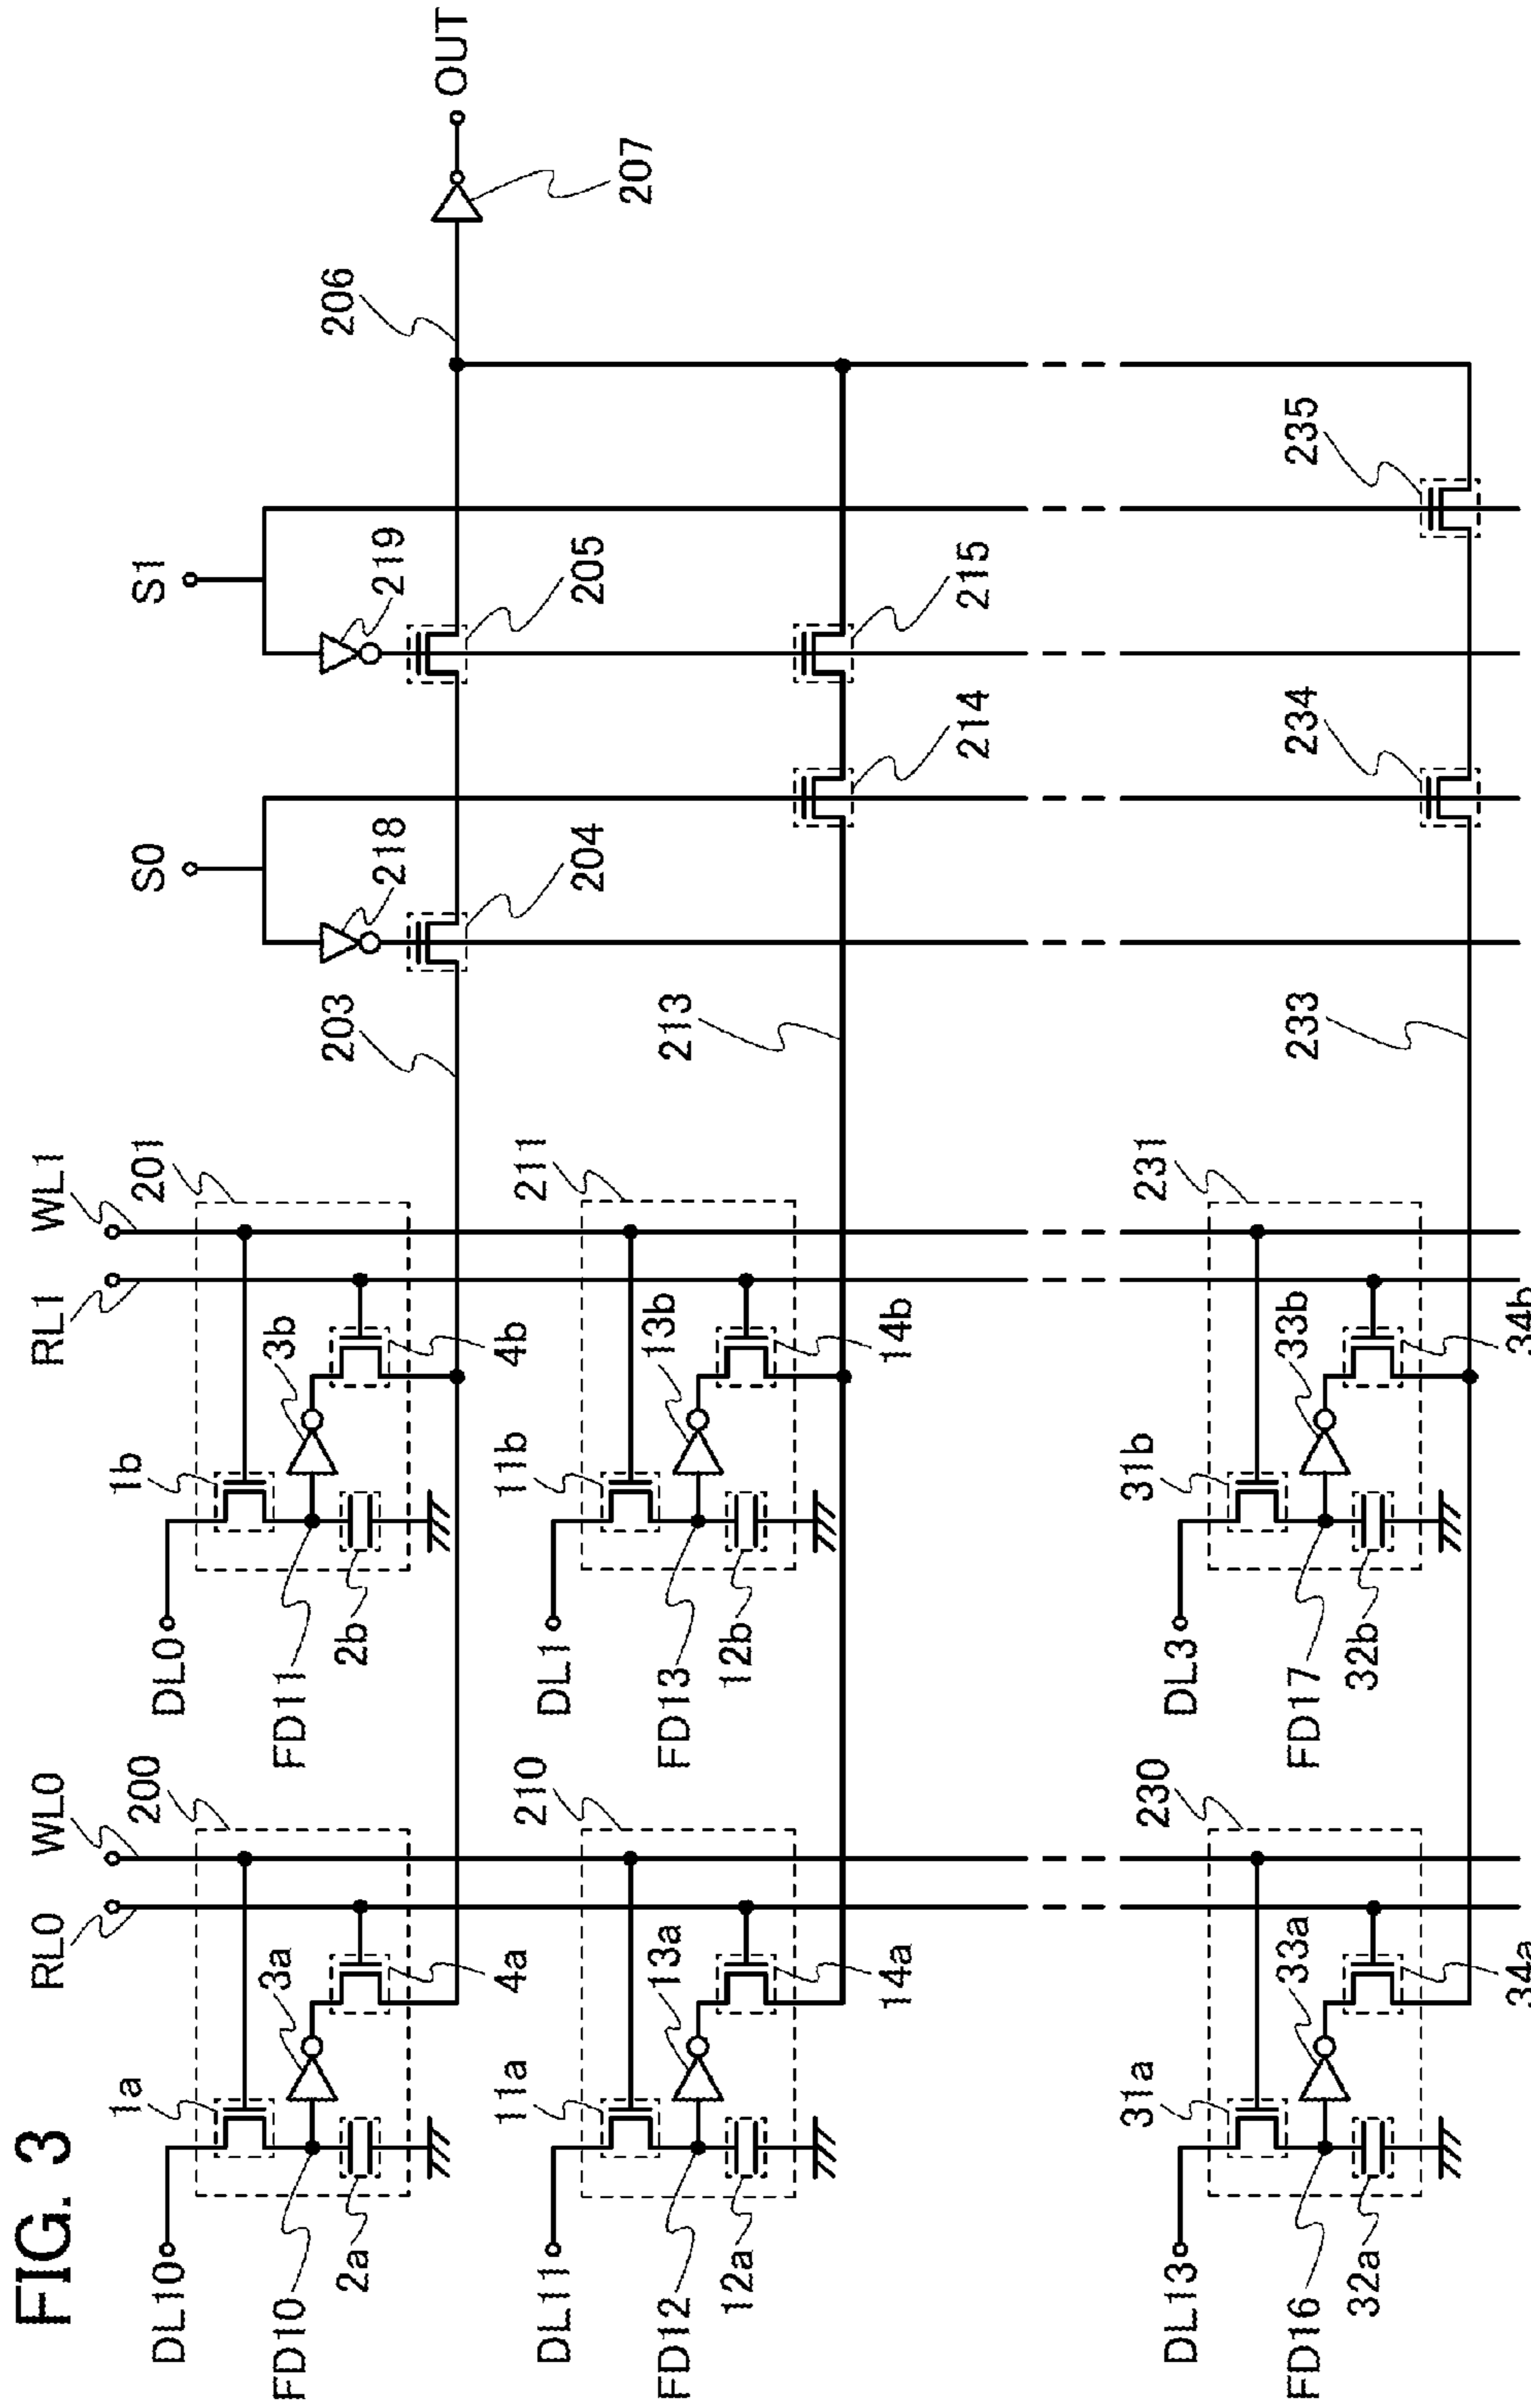 FIG. 3
RL0
WL0
RL1
WL1
S0
S1
DL10
1a
200
DL0
1b
201
218
219
FD10
3a
FD11
3b
203
206
2a
4a
2b
4b
204
205
OUT
207
DL11
11a
210
DL1
11b
211
FD12
13a
FD13
13b
213
12a
14a
12b
14b
214
215
DL13
31a
230
DL3
31b
231
FD16
33a
FD17
33b
233
234
235
32a
34a
32b
34b